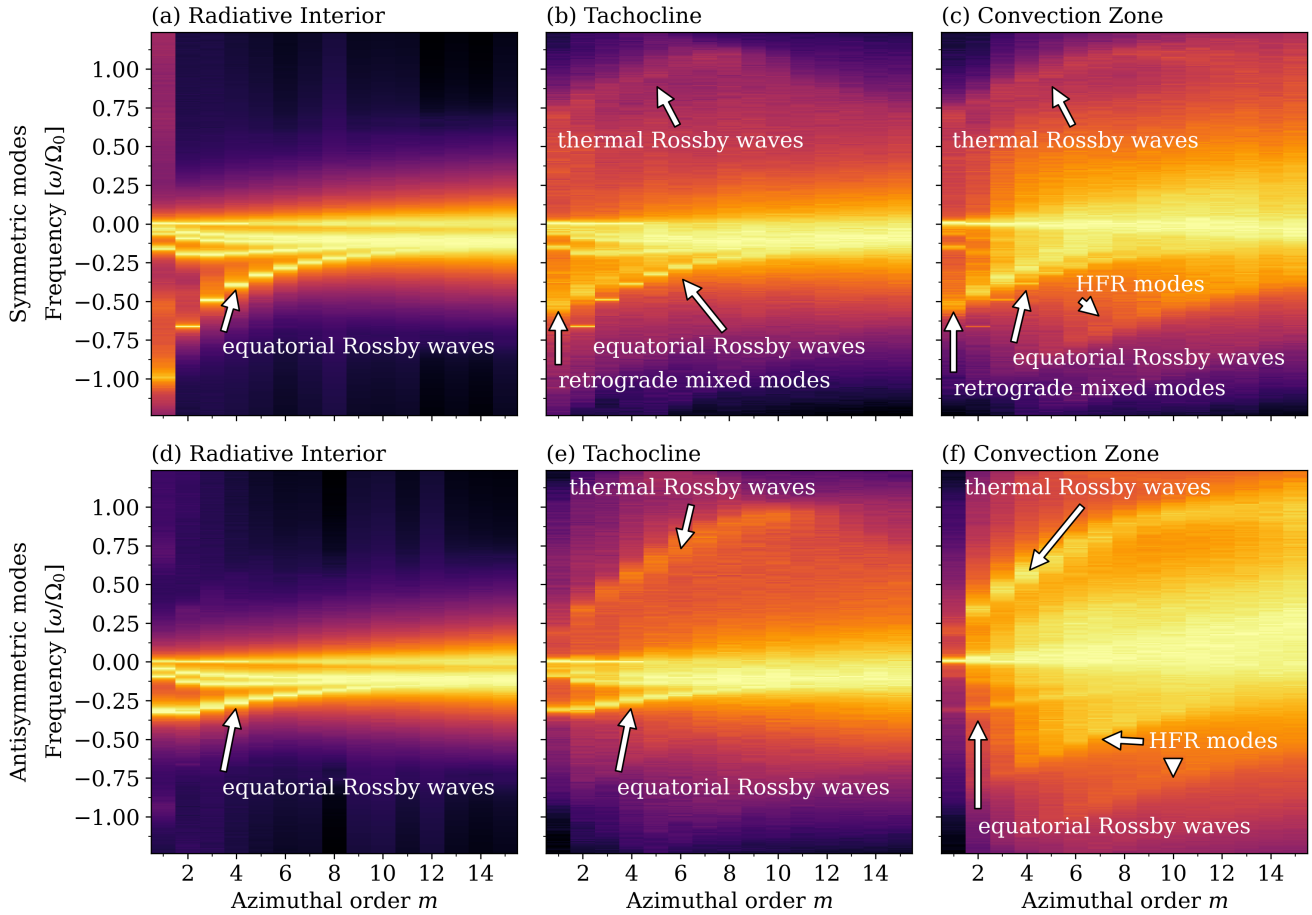 (a) Radiative Interior
(b) Tachocline
(c) Convection Zone
Symmetric modes
Frequency [ω/Ω₀]
1.00
0.75
0.50
0.25
0.00
−0.25
−0.50
−0.75
−1.00
equatorial Rossby waves
thermal Rossby waves
equatorial Rossby waves
retrograde mixed modes
thermal Rossby waves
HFR modes
equatorial Rossby waves
retrograde mixed modes
(d) Radiative Interior
(e) Tachocline
(f) Convection Zone
Antisymmetric modes
Frequency [ω/Ω₀]
1.00
0.75
0.50
0.25
0.00
−0.25
−0.50
−0.75
−1.00
equatorial Rossby waves
thermal Rossby waves
equatorial Rossby waves
thermal Rossby waves
HFR modes
equatorial Rossby waves
2 4 6 8 10 12 14
2 4 6 8 10 12 14
2 4 6 8 10 12 14
Azimuthal order m
Azimuthal order m
Azimuthal order m